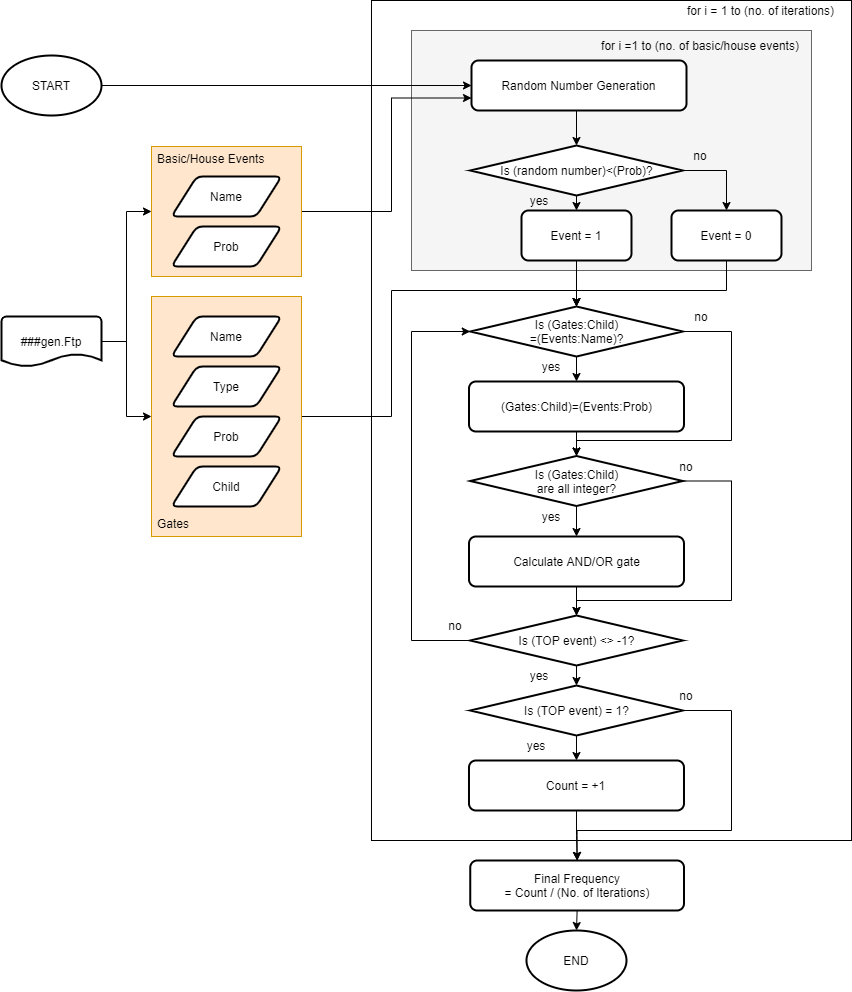 for i = 1 to (no. of iterations)
for i =1 to (no. of basic/house events)
START
Random Number Generation
Basic/House Events
Name
Prob
Is (random number)<(Prob)?
no
yes
Event = 1
Event = 0
###gen.Ftp
Name
Type
Prob
Child
Gates
Is (Gates:Child)
=(Events:Name)?
no
yes
(Gates:Child)=(Events:Prob)
Is (Gates:Child)
are all integer?
no
yes
Calculate AND/OR gate
Is (TOP event) <> -1?
no
yes
Is (TOP event) = 1?
no
yes
Count = +1
Final Frequency
= Count / (No. of Iterations)
END